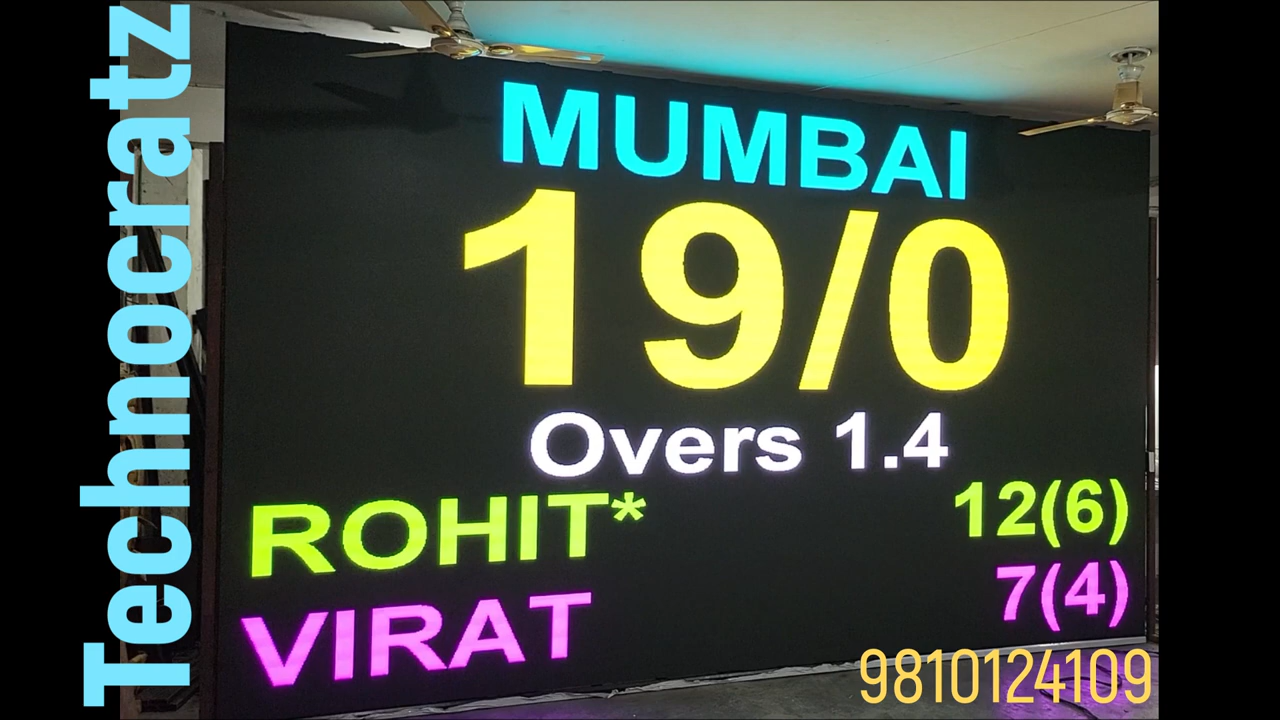 Technocratz
MUMBAI
19/0
Overs 1.4
ROHIT* 12(6)
VIRAT 7(4)
9810124109